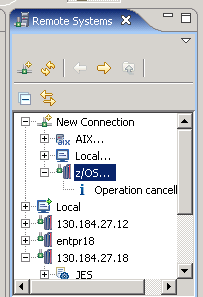 Remote Systems
New Connection
AIX...
Local...
z/OS...
Operation cancell
Local
130.184.27.12
entpr18
130.184.27.18
JES